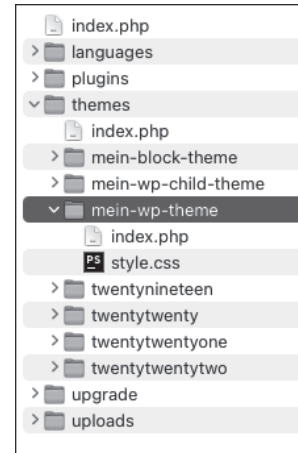 index.php
languages
plugins
themes
index.php
mein-block-theme
mein-wp-child-theme
mein-wp-theme
index.php
PS style.css
twentynineteen
twentytwenty
twentytwentyone
twentytwentytwo
upgrade
uploads